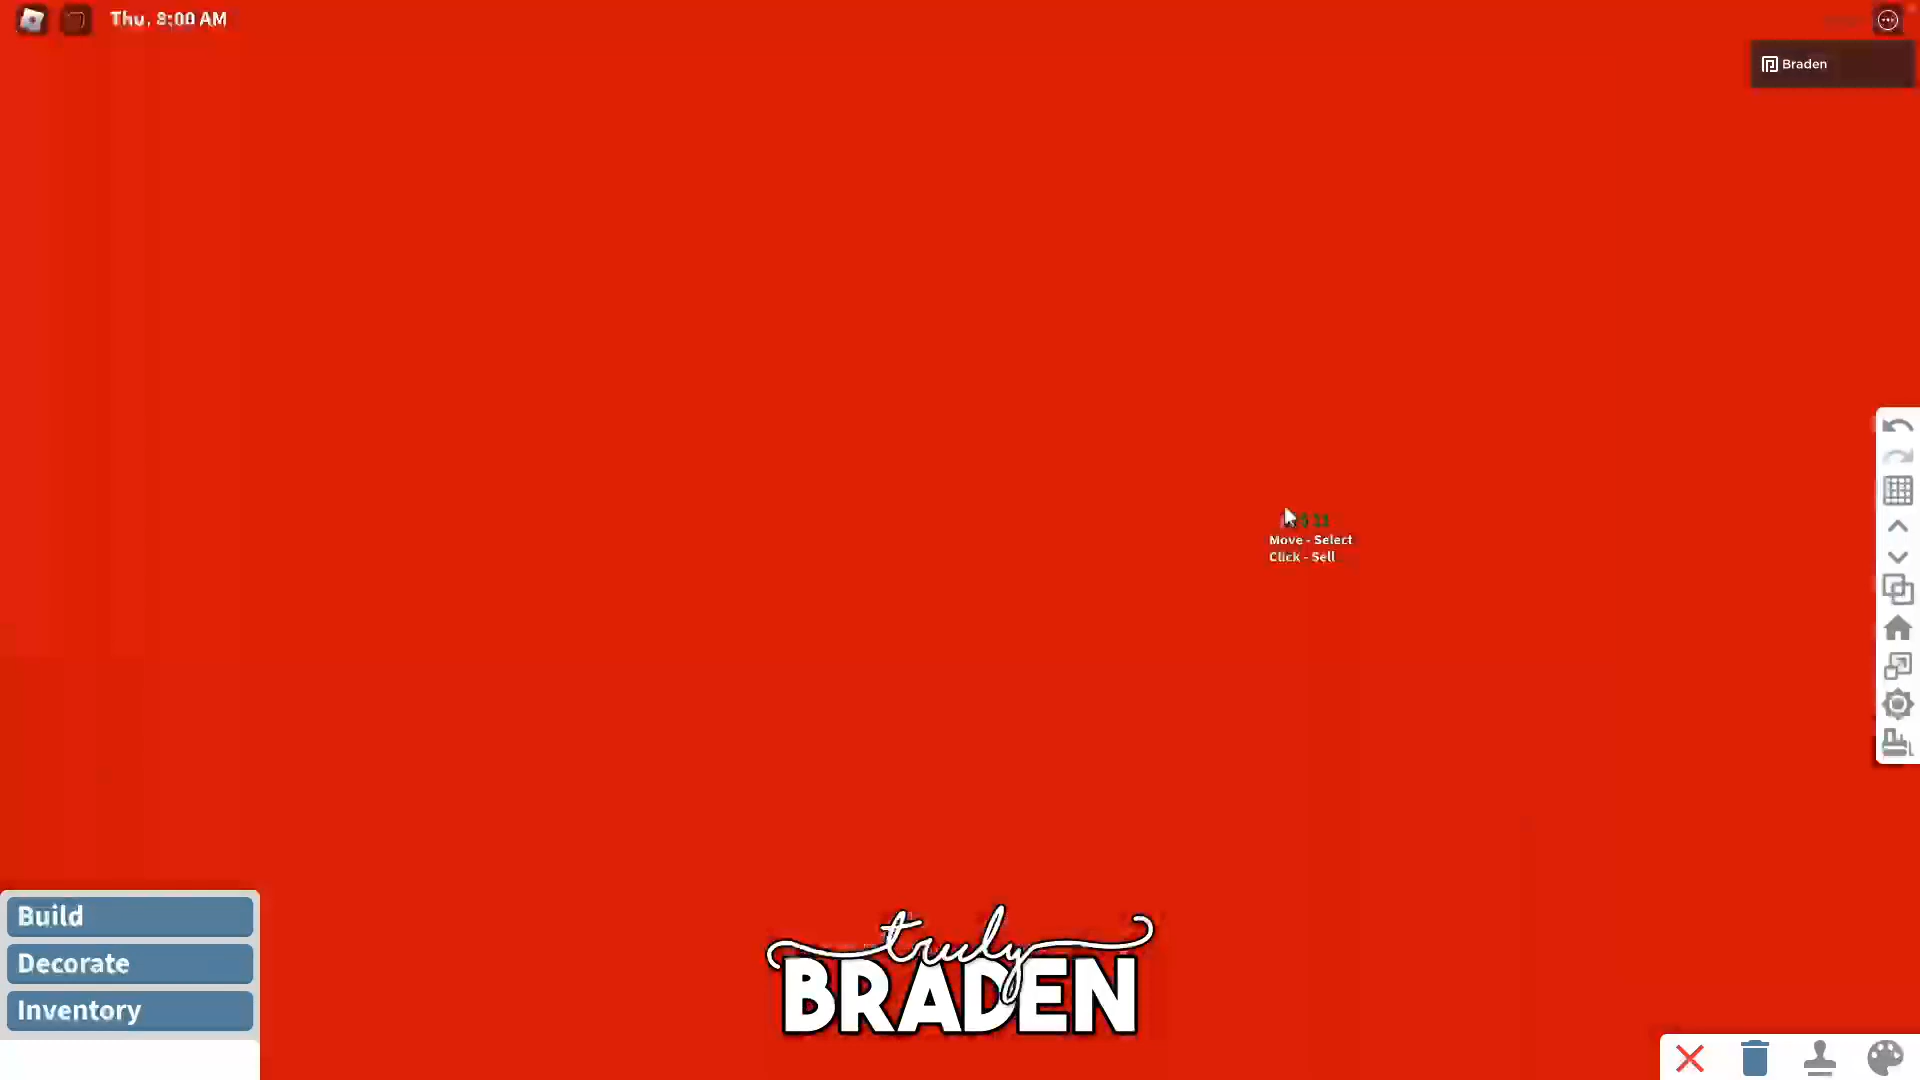 Thu. 8:00 AM
Braden
Move - Select
Click - Sell
Build
Decorate
Inventory
truly
BRADEN